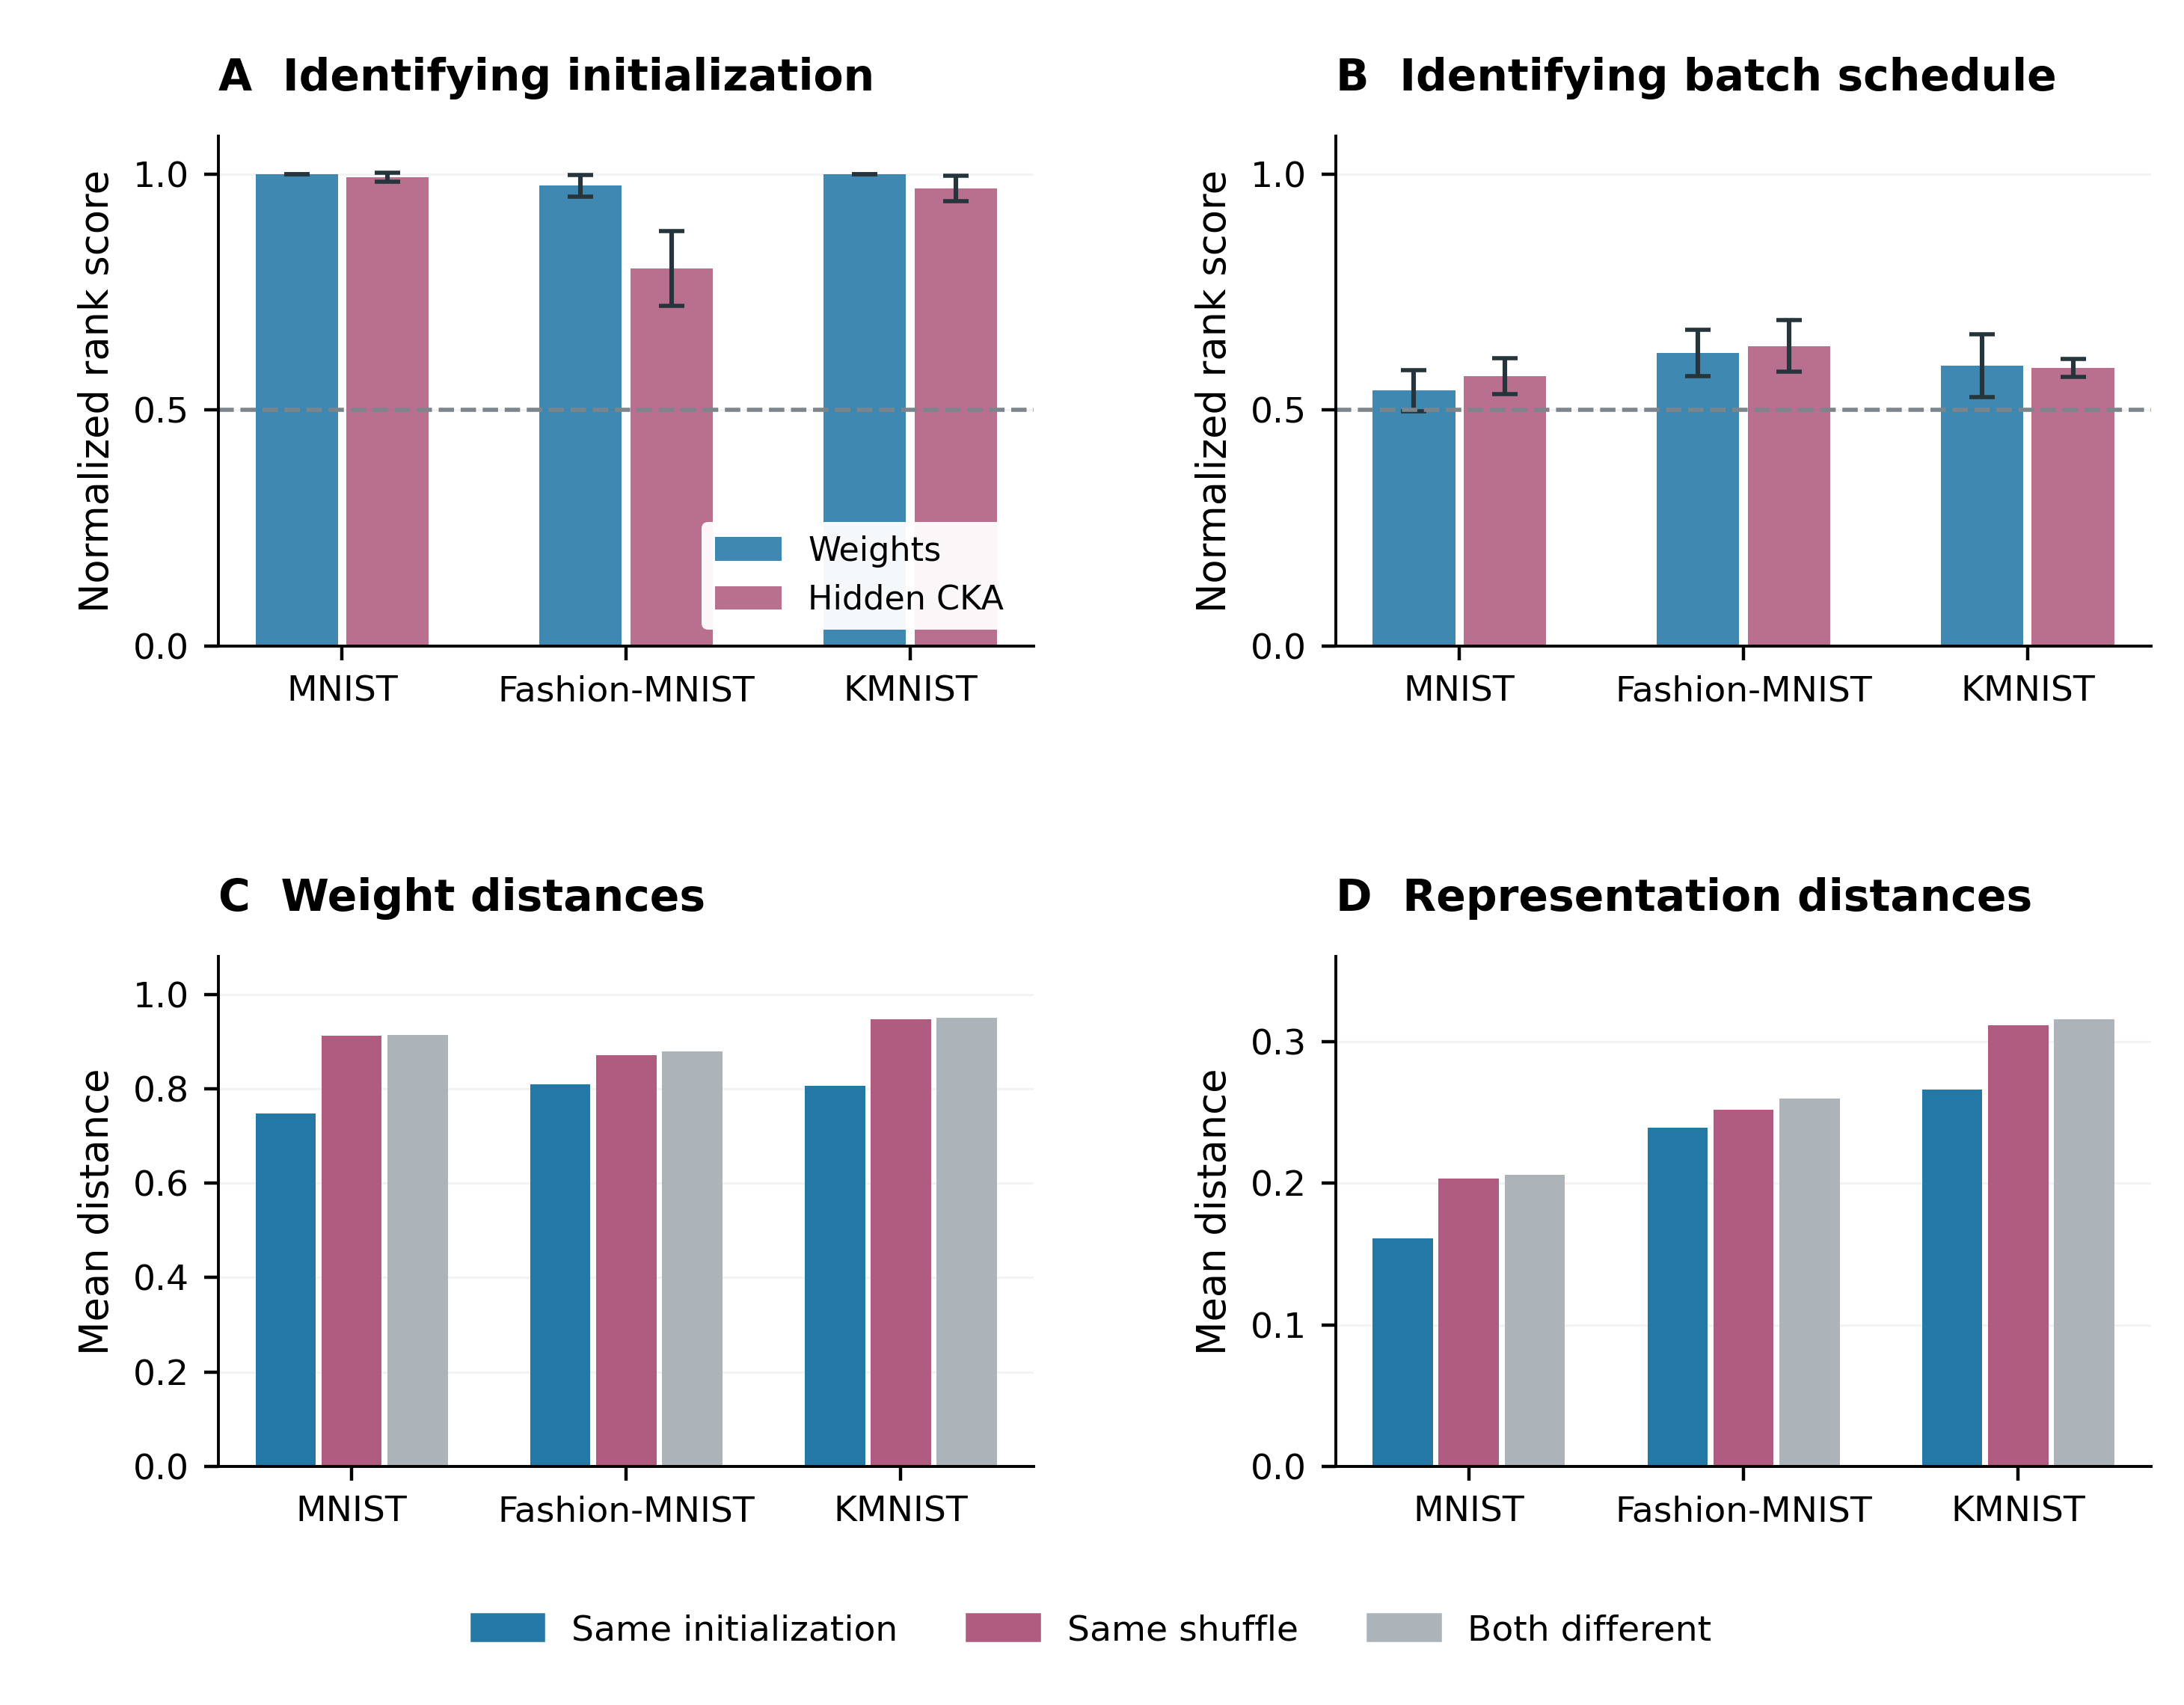 A Identifying initialization
Normalized rank score
1.0
0.5
0.0
MNIST Fashion-MNIST KMNIST
Weights
Hidden CKA
B Identifying batch schedule
Normalized rank score
1.0
0.5
0.0
MNIST Fashion-MNIST KMNIST
C Weight distances
Mean distance
1.0
0.8
0.6
0.4
0.2
0.0
MNIST Fashion-MNIST KMNIST
D Representation distances
Mean distance
0.3
0.2
0.1
0.0
MNIST Fashion-MNIST KMNIST
Same initialization Same shuffle Both different